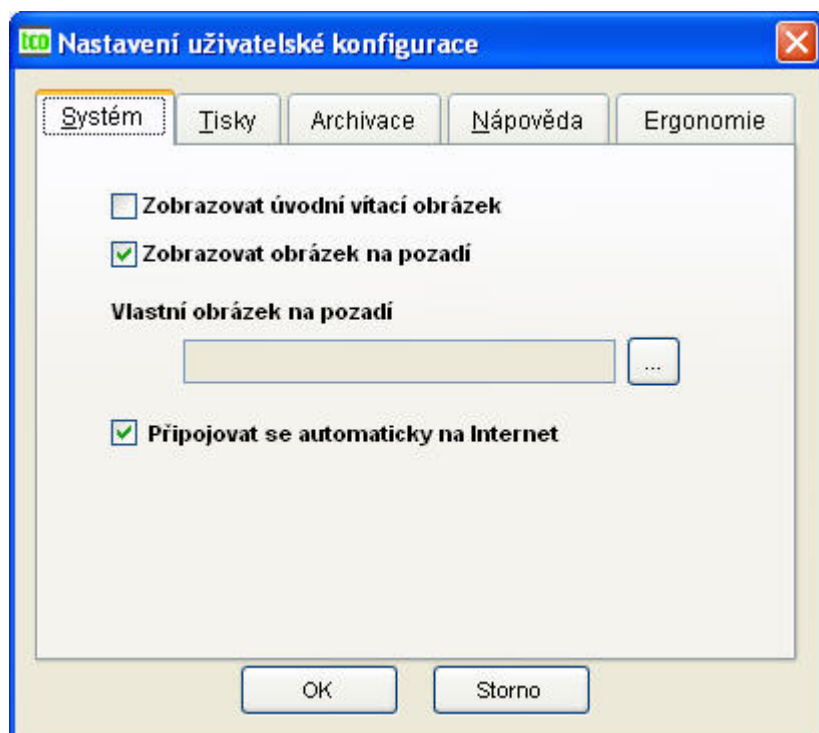 tco Nastavení uživatelské konfigurace
Systém Tisky Archivace Nápověda Ergonomie
Zobrazovat úvodní vítací obrázek
Zobrazovat obrázek na pozadí
Vlastní obrázek na pozadí
...
Připojovat se automaticky na Internet
OK Storno